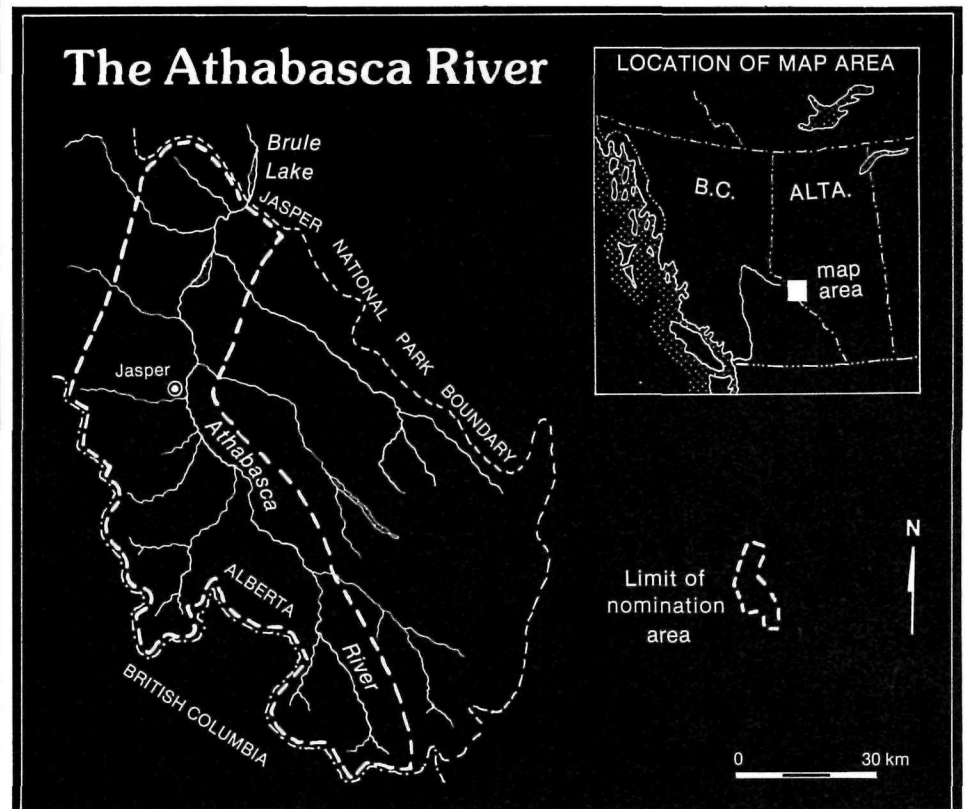 The Athabasca River
LOCATION OF MAP AREA
B.C.
ALTA.
map
area
Brule
Lake
JASPER NATIONAL PARK BOUNDARY
Jasper
Athabasca
River
ALBERTA
BRITISH COLUMBIA
Limit of
nomination
area
N
0 30 km